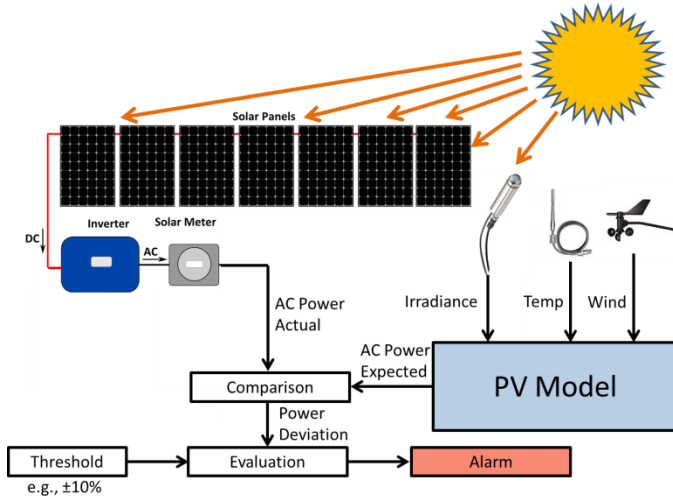 Solar Panels
Inverter
Solar Meter
DC
AC
AC Power
Actual
Irradiance
Temp
Wind
AC Power
Expected
PV Model
Comparison
Power
Deviation
Threshold
Evaluation
Alarm
e.g., ±10%